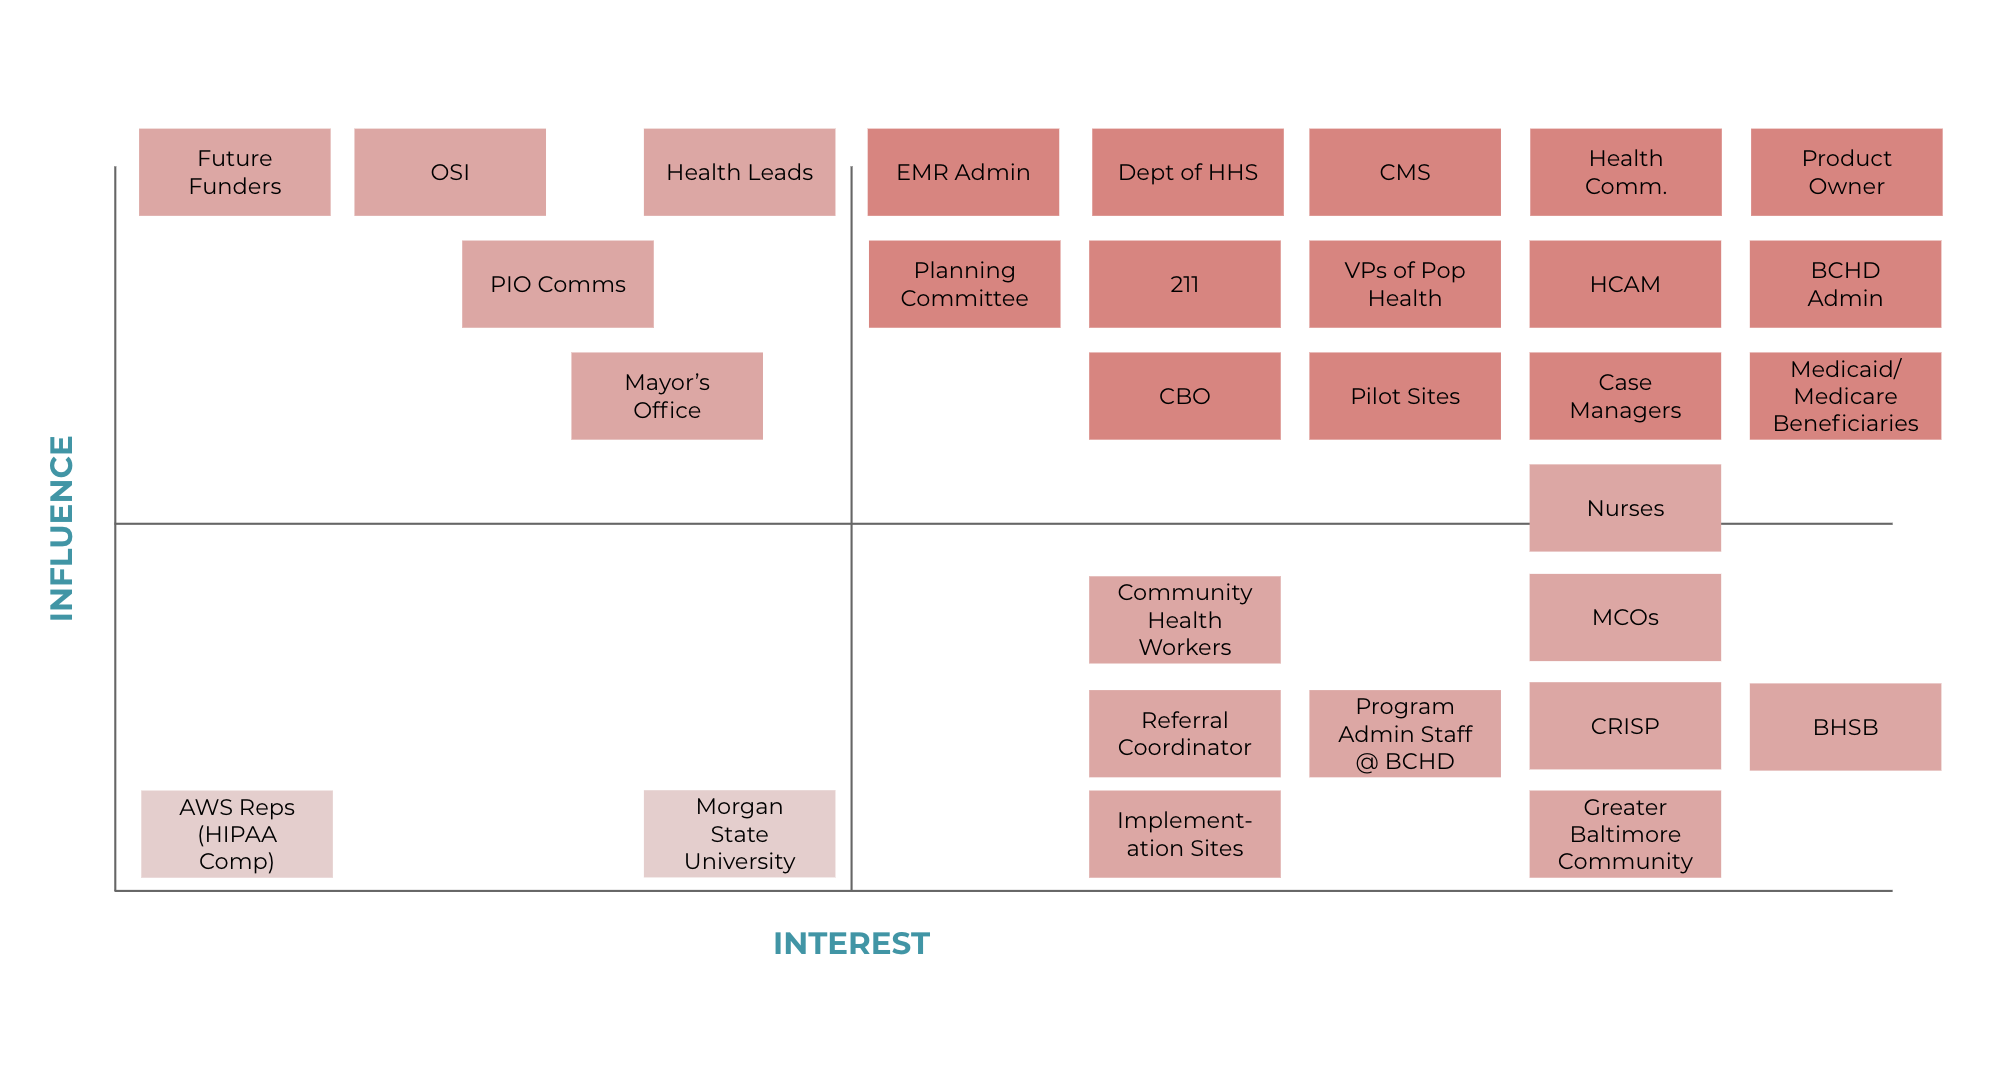 Future
Funders
OSI
Health Leads
EMR Admin
Dept of HHS
CMS
Health
Comm.
Product
Owner
PIO Comms
Planning
Committee
211
VPs of Pop
Health
HCAM
BCHD
Admin
Mayor’s
Office
CBO
Pilot Sites
Case
Managers
Medicaid/
Medicare
Beneficiaries
INFLUENCE
Nurses
Community
Health
Workers
MCOs
Referral
Coordinator
Program
Admin Staff
@ BCHD
CRISP
BHSB
AWS Reps
(HIPAA
Comp)
Morgan
State
University
Implement-
ation Sites
Greater
Baltimore
Community
INTEREST